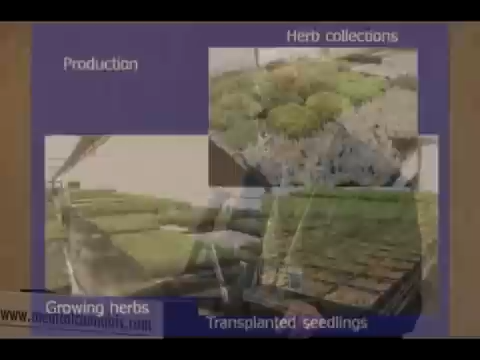 Herb collections
Production
Growing herbs
Transplanted seedlings